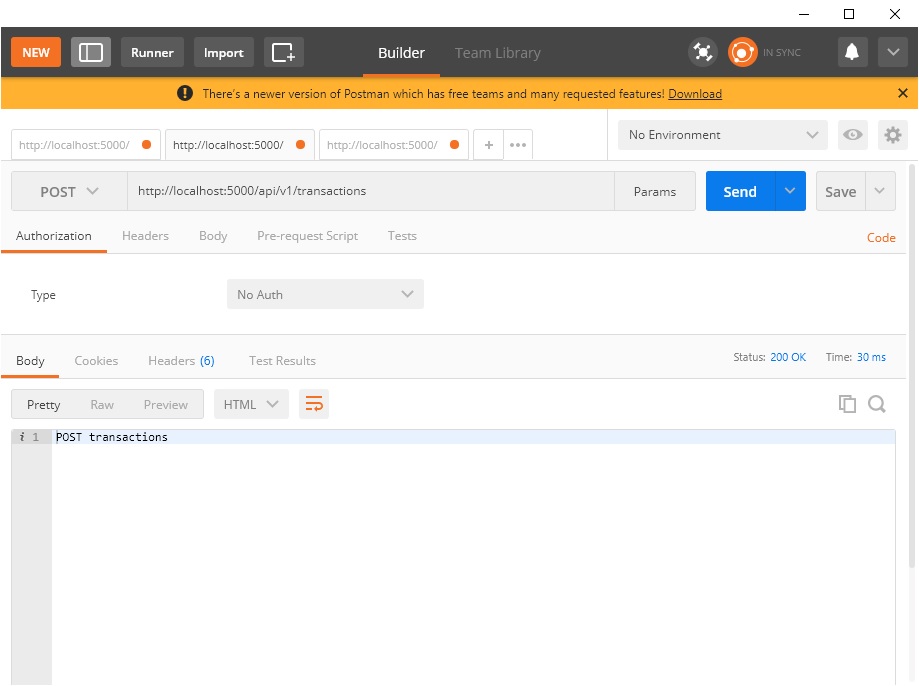 NEW Runner Import Builder Team Library IN SYNC
There's a newer version of Postman which has free teams and many requested features! Download
http://localhost:5000/ http://localhost:5000/ http://localhost:5000/ + No Environment
POST http://localhost:5000/api/v1/transactions Params Send Save
Authorization Headers Body Pre-request Script Tests Code
Type No Auth
Body Cookies Headers (6) Test Results Status: 200 OK Time: 30 ms
Pretty Raw Preview HTML
i 1 POST transactions